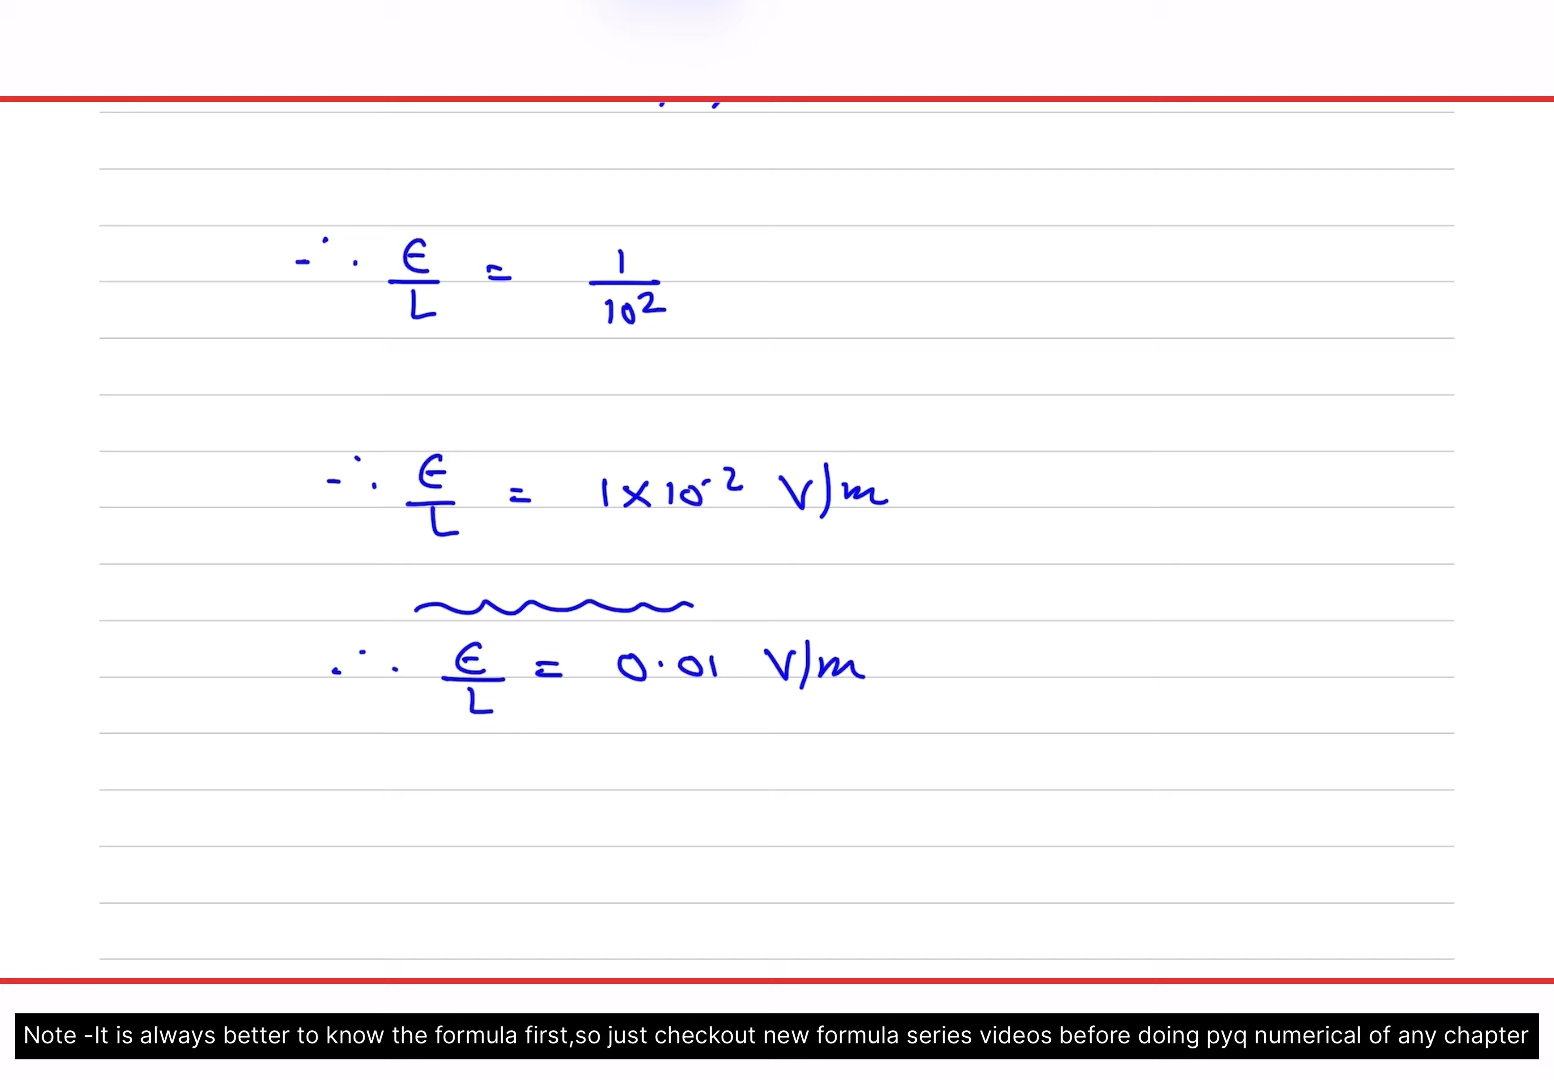 ∴ E/L = 1/10²
∴ E/L = 1×10⁻² V/m
∴ E/L = 0.01 V/m
Note -It is always better to know the formula first,so just checkout new formula series videos before doing pyq numerical of any chapter